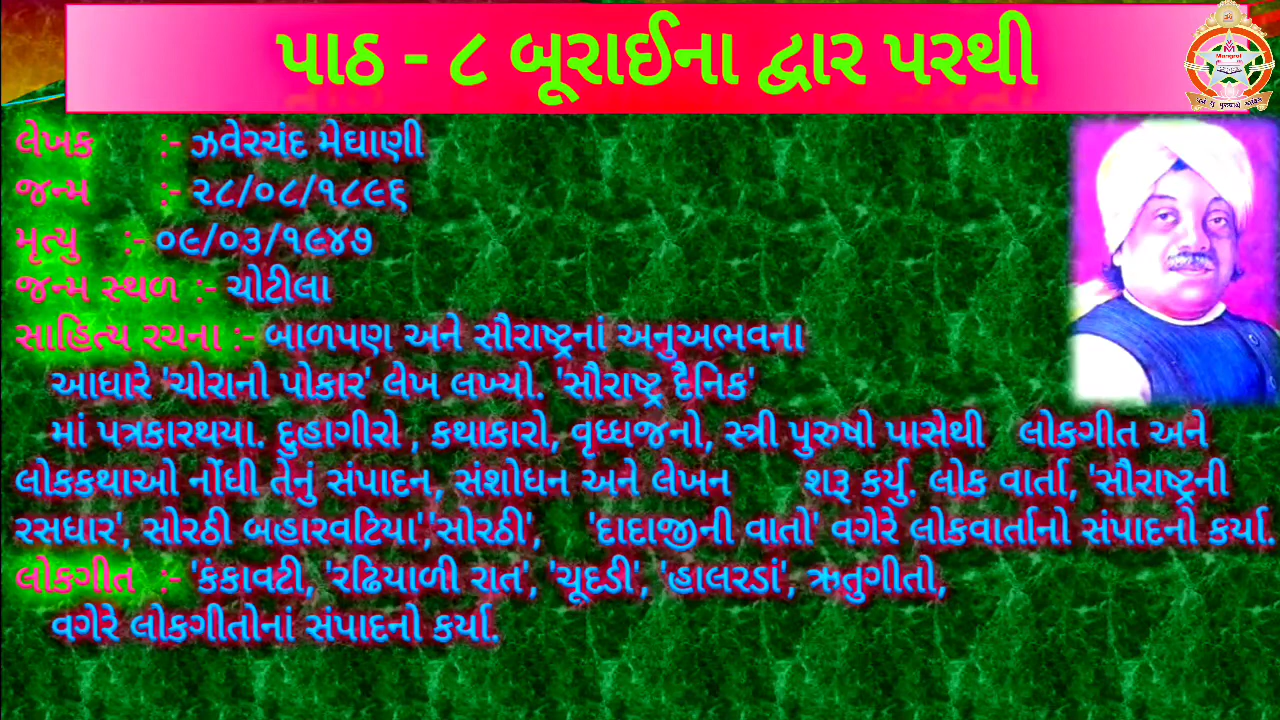 પાઠ - ૮ બૂરાઈના દ્વાર પરથી
લેખક :- ઝવેરચંદ મેઘાણી
જન્મ :- ૨૮/૦૮/૧૮૯૬
મૃત્યુ :- ૦૯/૦૩/૧૯૪૭
જન્મ સ્થળ :- ચોટીલા
સાહિત્ય રચના :- બાળપણ અને સૌરાષ્ટ્રનાં અનુઅભવના
આધારે 'ચોરાનો પોકાર' લેખ લખ્યો. 'સૌરાષ્ટ્ર દૈનિક'
માં પત્રકારથયા. દુહાગીરો , કથાકારો, વૃધ્ધજનો, સ્ત્રી પુરુષો પાસેથી લોકગીત અને
લોકકથાઓ નોંધી તેનું સંપાદન, સંશોધન અને લેખન શરૂ કર્યુ. લોક વાર્તા, 'સૌરાષ્ટ્રની
રસધાર', સોરઠી બહારવટિયા','સોરઠી', 'દાદાજીની વાતો' વગેરે લોકવાર્તાનો સંપાદનો કર્યા.
લોકગીત :- 'કંકાવટી, 'રઢિયાળી રાત', 'ચૂદડી', 'હાલરડાં', ઋતુગીતો,
વગેરે લોકગીતોનાં સંપાદનો કર્યા.